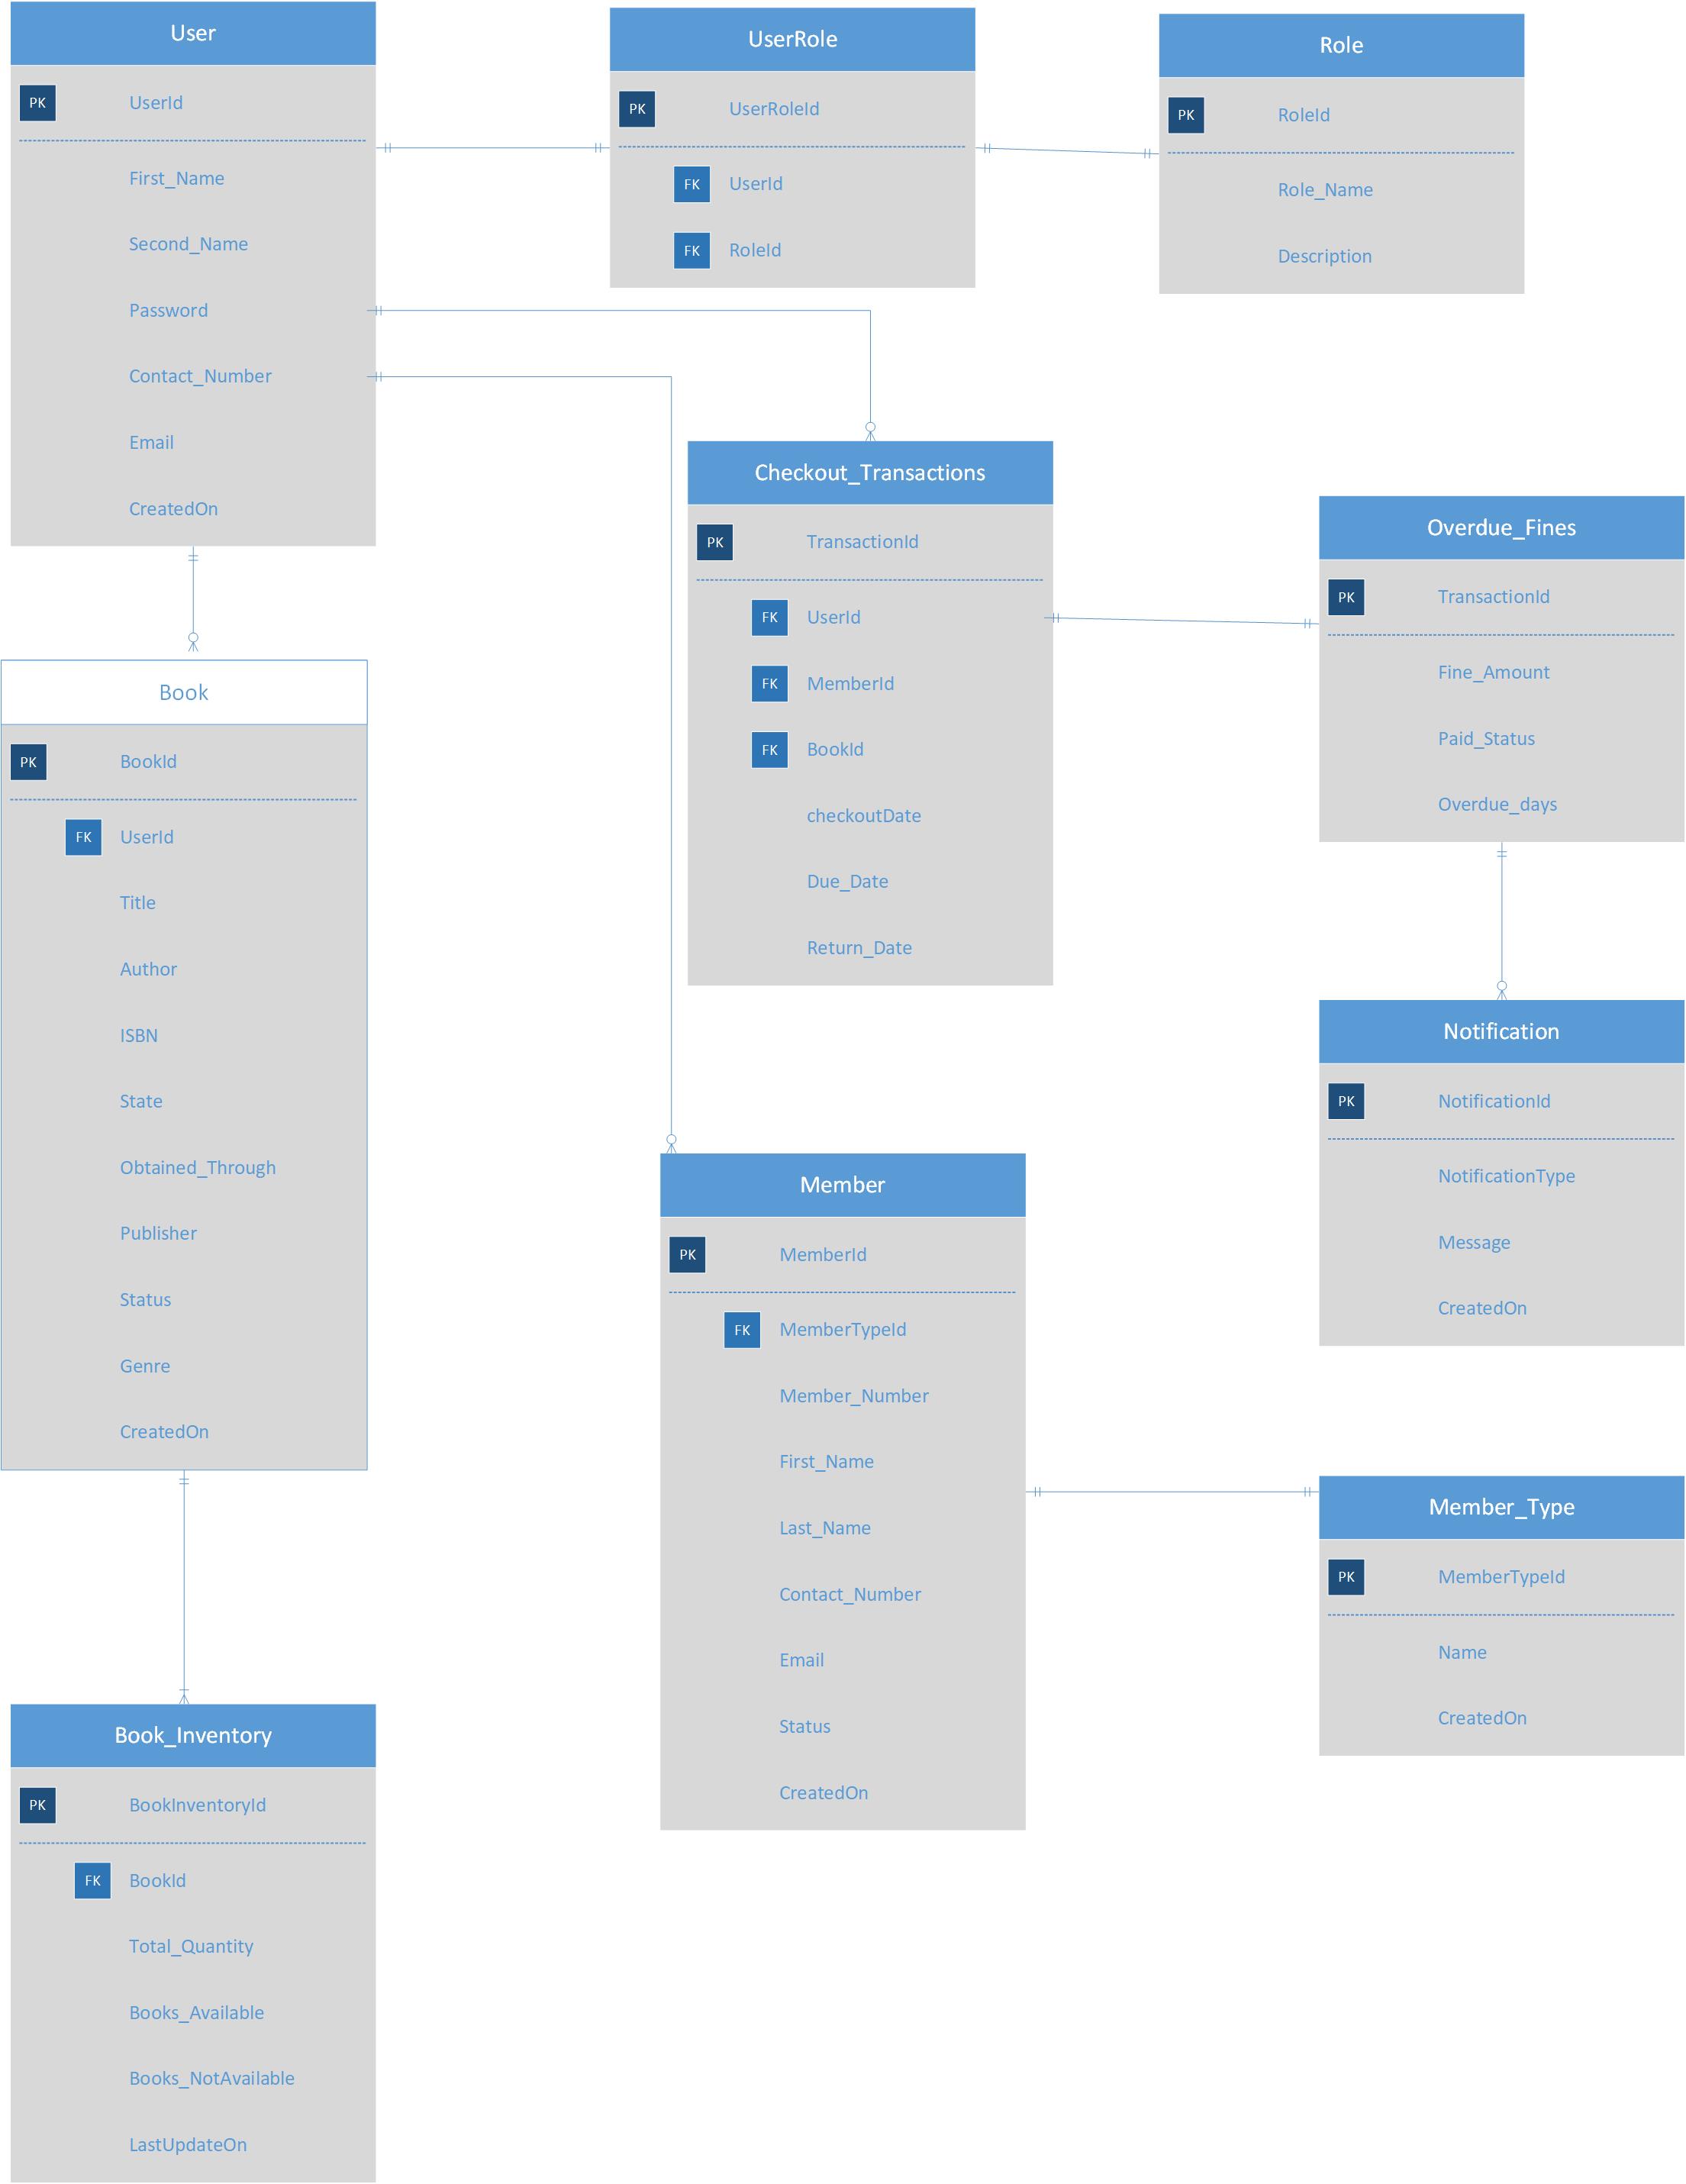 User
PK UserId
First_Name
Second_Name
Password
Contact_Number
Email
CreatedOn
UserRole
PK UserRoleId
FK UserId
FK RoleId
Role
PK RoleId
Role_Name
Description
Checkout_Transactions
PK TransactionId
FK UserId
FK MemberId
FK BookId
checkoutDate
Due_Date
Return_Date
Overdue_Fines
PK TransactionId
Fine_Amount
Paid_Status
Overdue_days
Book
PK BookId
FK UserId
Title
Author
ISBN
State
Obtained_Through
Publisher
Status
Genre
CreatedOn
Notification
PK NotificationId
NotificationType
Message
CreatedOn
Member
PK MemberId
FK MemberTypeId
Member_Number
First_Name
Last_Name
Contact_Number
Email
Status
CreatedOn
Member_Type
PK MemberTypeId
Name
CreatedOn
Book_Inventory
PK BookInventoryId
FK BookId
Total_Quantity
Books_Available
Books_NotAvailable
LastUpdateOn